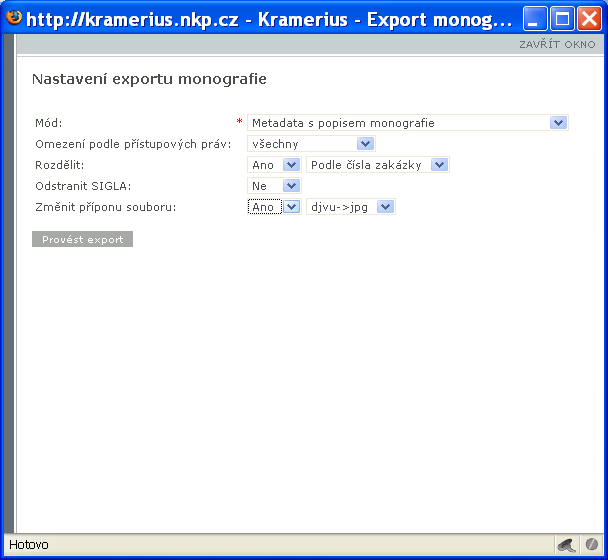 http://kramerius.nkp.cz - Kramerius - Export monog...
ZAVŘÍT OKNO
Nastavení exportu monografie
Mód: * Metadata s popisem monografie
Omezení podle přístupových práv: všechny
Rozdělit: Ano Podle čísla zakázky
Odstranit SIGLA: Ne
Změnit příponu souboru: Ano djvu->jpg
Provést export
Hotovo